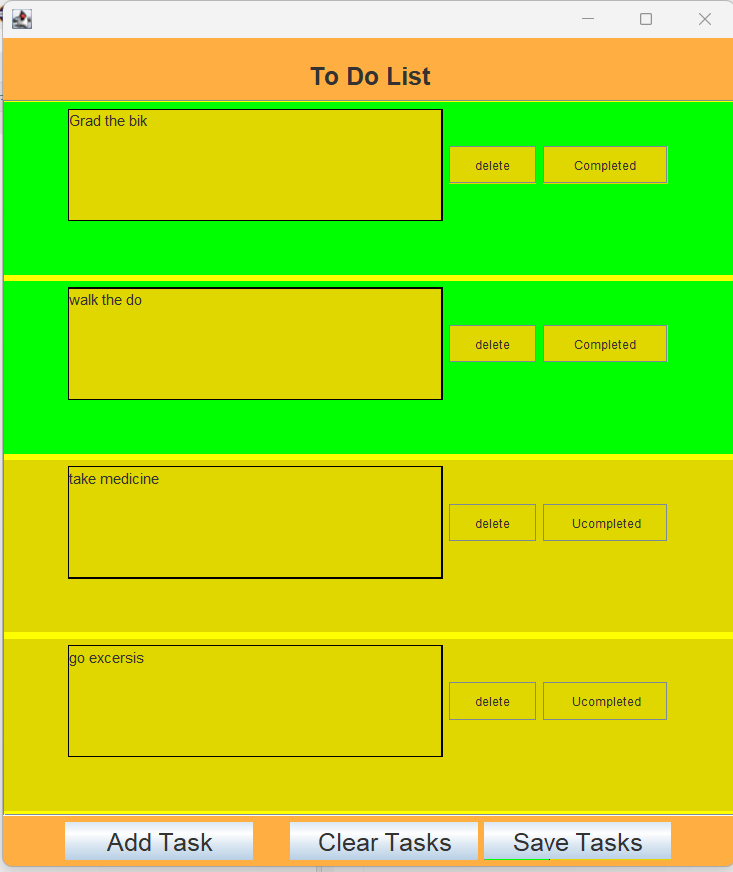 To Do List
Grad the bik
delete
Completed
walk the do
delete
Completed
take medicine
delete
Ucompleted
go excersis
delete
Ucompleted
Add Task
Clear Tasks
Save Tasks